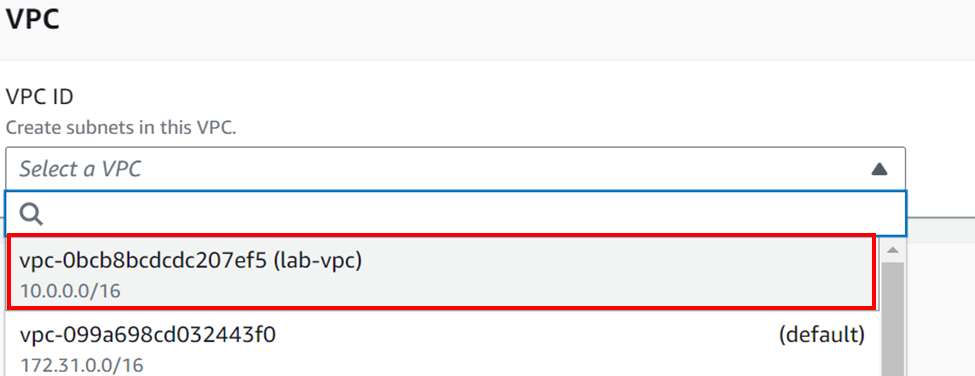 VPC
VPC ID
Create subnets in this VPC.
Select a VPC
vpc-0bcb8bcdcdc207ef5 (lab-vpc)
10.0.0.0/16
vpc-099a698cd032443f0 (default)
172.31.0.0/16